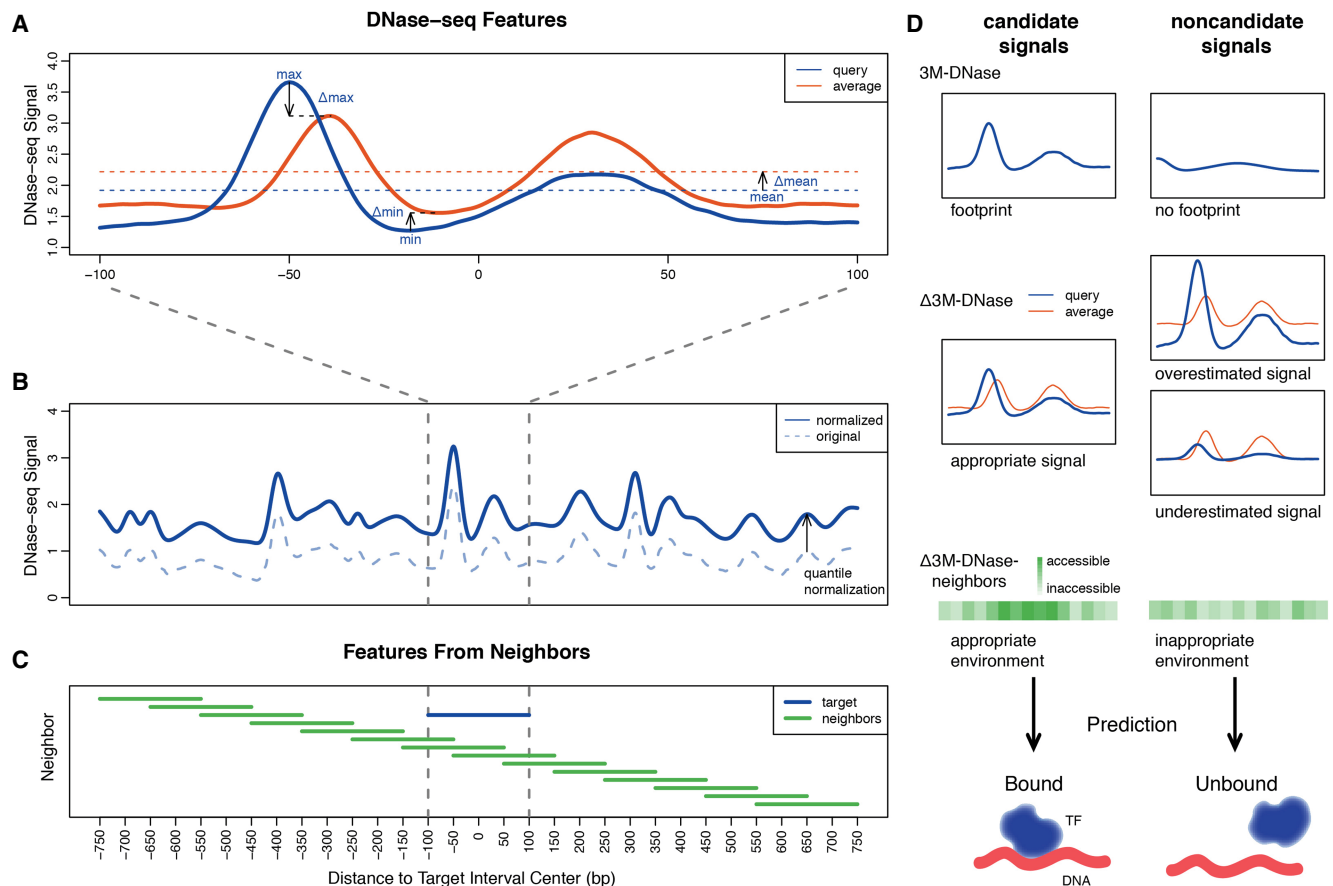 A
DNase−seq Features
DNase−seq Signal
1.0
1.5
2.0
2.5
3.0
3.5
4.0
max
Δmax
query
average
Δmean
mean
Δmin
min
−100
−50
0
50
100
B
DNase−seq Signal
0
1
2
3
4
normalized
original
quantile
normalization
C
Features From Neighbors
Neighbor
target
neighbors
−750
−700
−650
−600
−550
−500
−450
−400
−350
−300
−250
−200
−150
−100
−50
0
50
100
150
200
250
300
350
400
450
500
550
600
650
700
750
Distance to Target Interval Center (bp)
D
candidate
signals
noncandidate
signals
3M-DNase
footprint
no footprint
Δ3M-DNase
query
average
appropriate signal
overestimated signal
underestimated signal
Δ3M-DNase-
neighbors
accessible
inaccessible
appropriate
environment
inappropriate
environment
Prediction
Bound
Unbound
TF
DNA